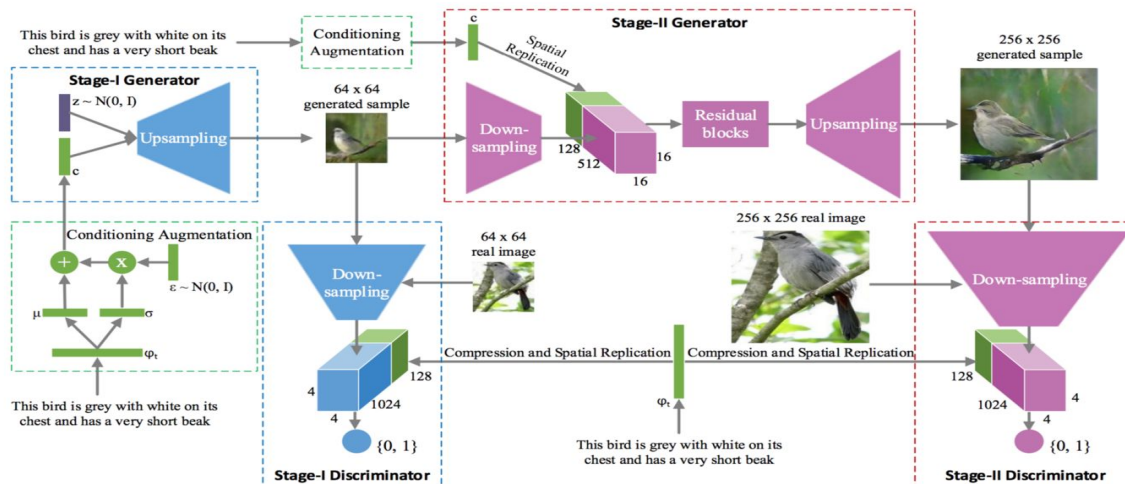 This bird is grey with white on its
chest and has a very short beak
Conditioning
Augmentation
c
Stage-II Generator
Spatial
Replication
256 x 256
generated sample
Stage-I Generator
z ~ N(0, I)
Upsampling
c
64 x 64
generated sample
Down-
sampling
128
512
16
16
Residual
blocks
Upsampling
Conditioning Augmentation
+
x
ε ~ N(0, I)
μ
σ
φt
This bird is grey with white on its
chest and has a very short beak
64 x 64
real image
Down-
sampling
256 x 256 real image
Down-sampling
Compression and Spatial Replication
Compression and Spatial Replication
4
4
1024
128
φt
128
1024
4
4
{0, 1}
This bird is grey with white on its
chest and has a very short beak
{0, 1}
Stage-I Discriminator
Stage-II Discriminator